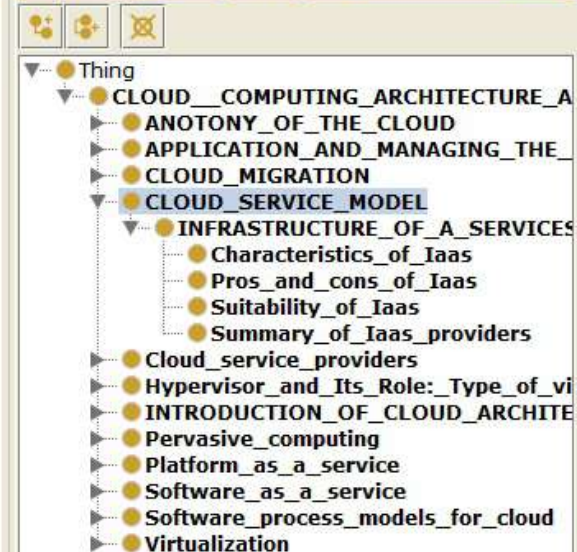 Thing
CLOUD__COMPUTING_ARCHITECTURE_A
ANOTONY_OF_THE_CLOUD
APPLICATION_AND_MANAGING_THE_
CLOUD_MIGRATION
CLOUD_SERVICE_MODEL
INFRASTRUCTURE_OF_A_SERVICES
Characteristics_of_Iaas
Pros_and_cons_of_Iaas
Suitability_of_Iaas
Summary_of_Iaas_providers
Cloud_service_providers
Hypervisor_and_Its_Role:_Type_of_vi
INTRODUCTION_OF_CLOUD_ARCHITE
Pervasive_computing
Platform_as_a_service
Software_as_a_service
Software_process_models_for_cloud
Virtualization